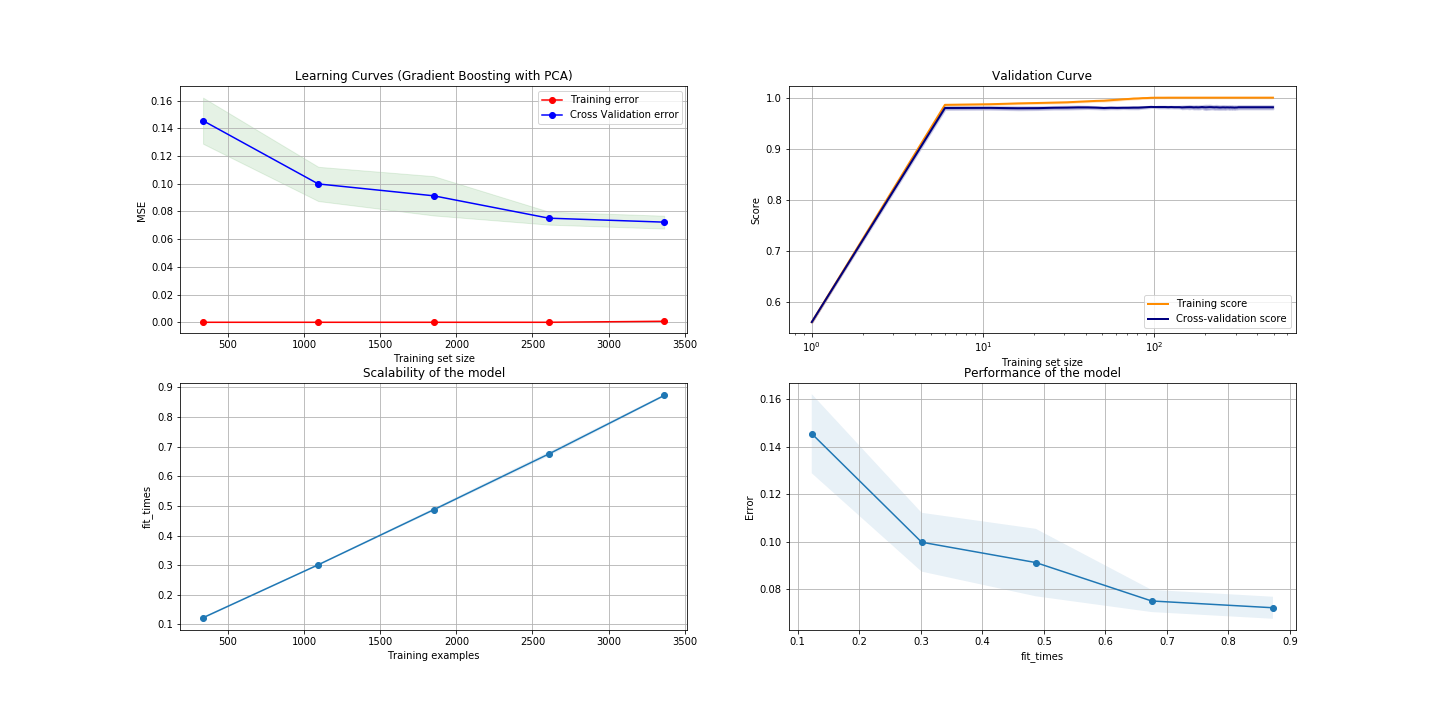 Learning Curves (Gradient Boosting with PCA)
MSE
0.16
0.14
0.12
0.10
0.08
0.06
0.04
0.02
0.00
Training error
Cross Validation error
500 1000 1500 2000 2500 3000 3500
Training set size
Validation Curve
Score
1.0
0.9
0.8
0.7
0.6
Training score
Cross-validation score
10⁰ 10¹ 10²
Training set size
Scalability of the model
fit_times
0.9
0.8
0.7
0.6
0.5
0.4
0.3
0.2
0.1
500 1000 1500 2000 2500 3000 3500
Training examples
Performance of the model
Error
0.16
0.14
0.12
0.10
0.08
0.1 0.2 0.3 0.4 0.5 0.6 0.7 0.8 0.9
fit_times